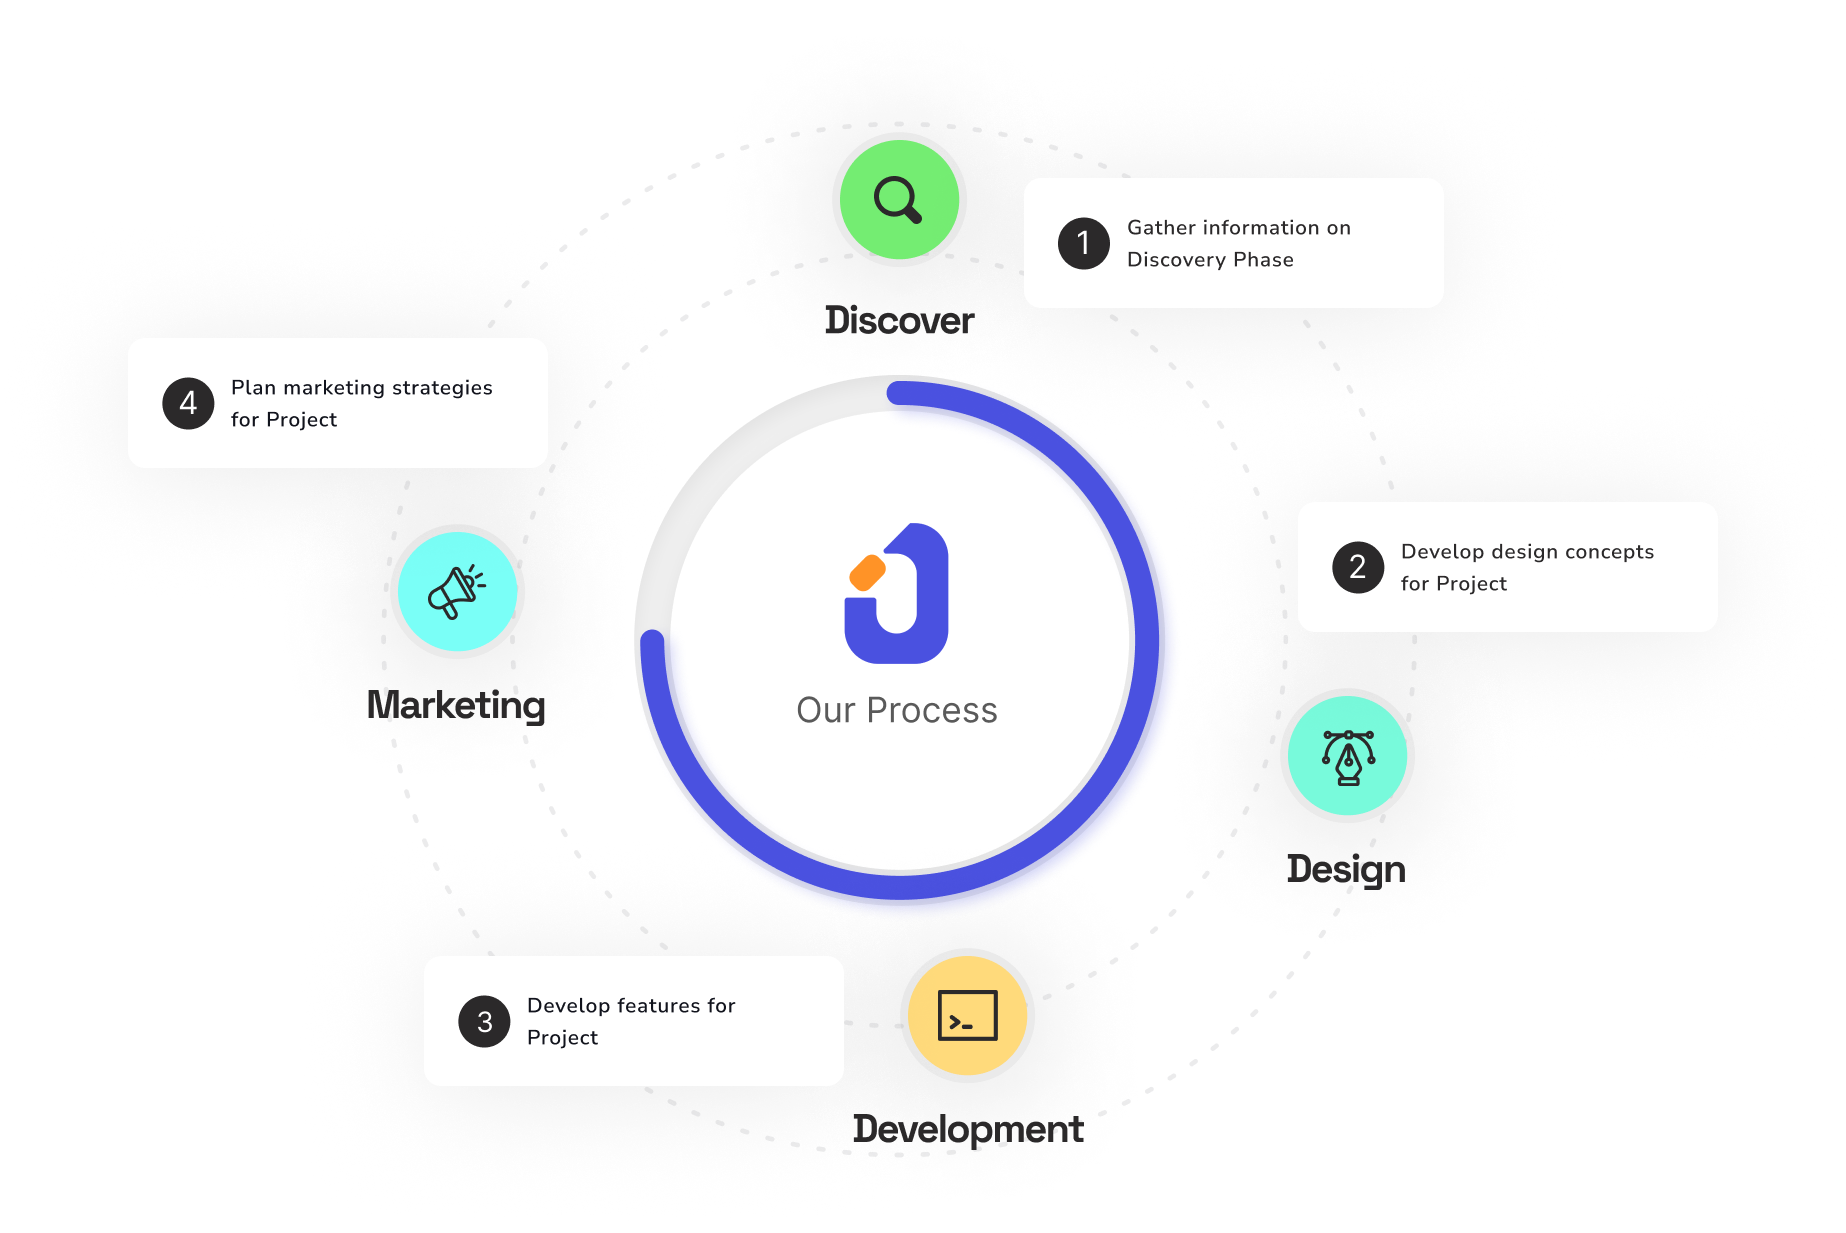 Discover
1
Gather information on
Discovery Phase
2
Develop design concepts
for Project
Design
3
Develop features for
Project
Development
4
Plan marketing strategies
for Project
Marketing
Our Process
>_